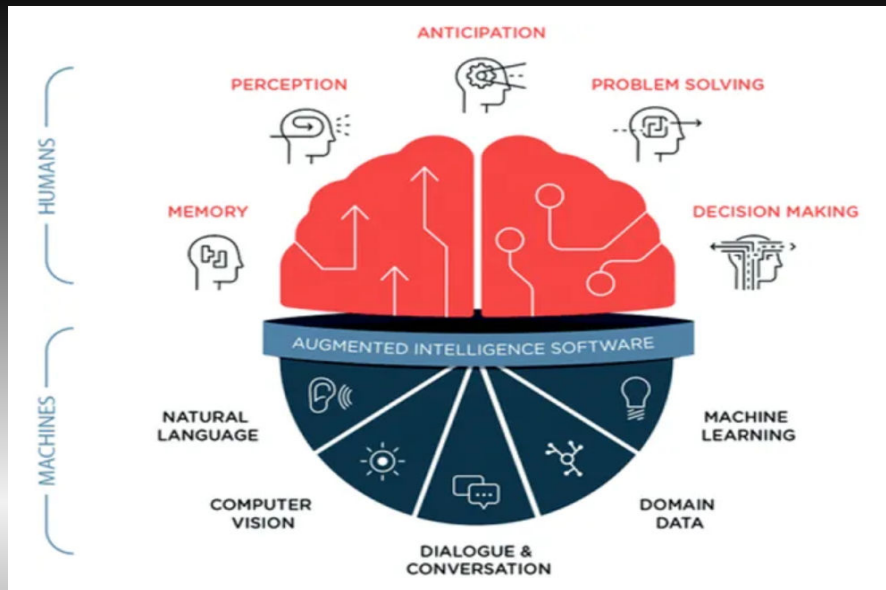 ANTICIPATION
PERCEPTION
PROBLEM SOLVING
HUMANS
MEMORY
DECISION MAKING
AUGMENTED INTELLIGENCE SOFTWARE
MACHINES
NATURAL
LANGUAGE
MACHINE
LEARNING
COMPUTER
VISION
DOMAIN
DATA
DIALOGUE &
CONVERSATION